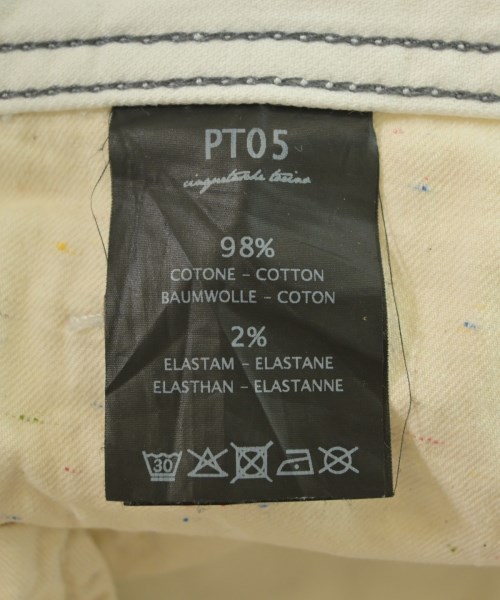 PT05
cinquetasche torino
98%
COTONE - COTTON
BAUMWOLLE - COTON
2%
ELASTAM - ELASTANE
ELASTHAN - ELASTANNE
30